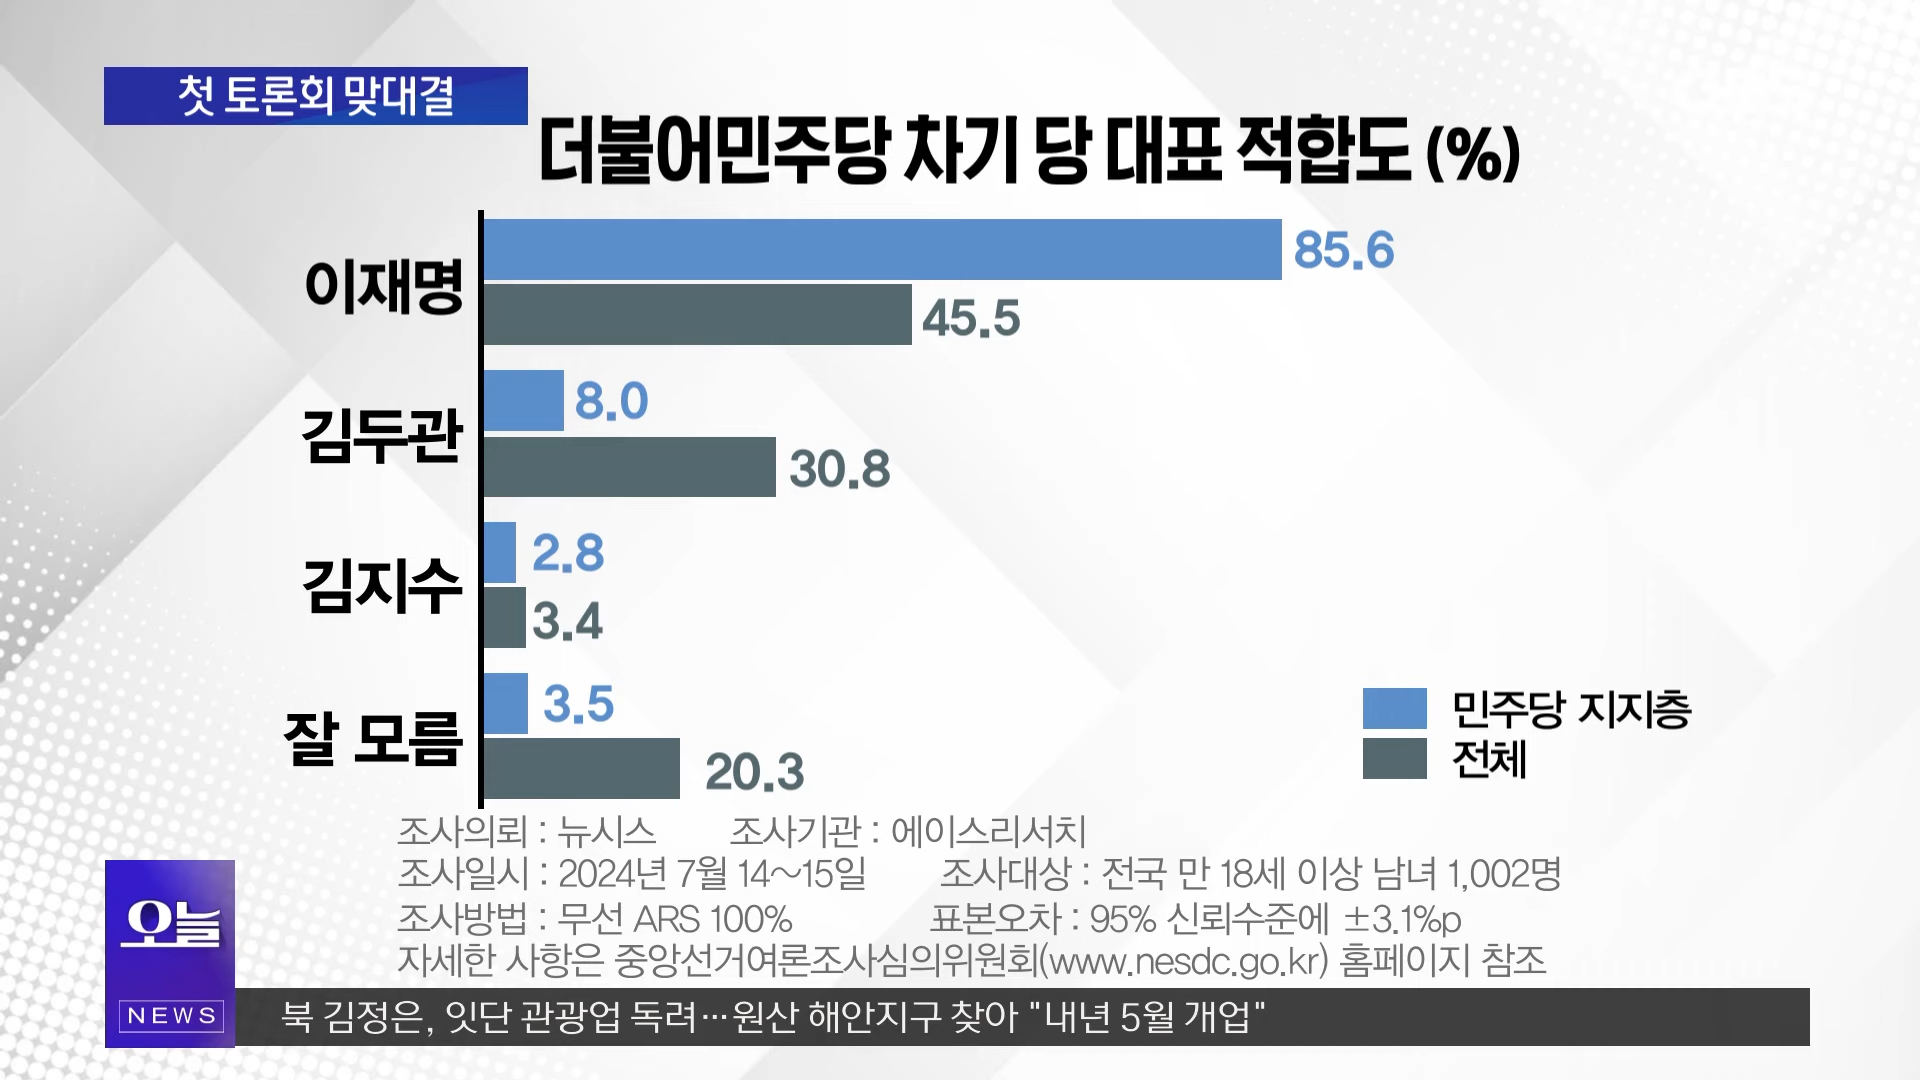 첫 토론회 맞대결
더불어민주당 차기 당 대표 적합도 (%)
이재명
85.6
45.5
김두관
8.0
30.8
김지수
2.8
3.4
잘 모름
3.5
20.3
민주당 지지층
전체
조사의뢰 : 뉴시스 조사기관 : 에이스리서치
조사일시 : 2024년 7월 14~15일 조사대상 : 전국 만 18세 이상 남녀 1,002명
조사방법 : 무선 ARS 100% 표본오차 : 95% 신뢰수준에 ±3.1%p
자세한 사항은 중앙선거여론조사심의위원회(www.nesdc.go.kr) 홈페이지 참조
오늘
NEWS
북 김정은, 잇단 관광업 독려…원산 해안지구 찾아 "내년 5월 개업"